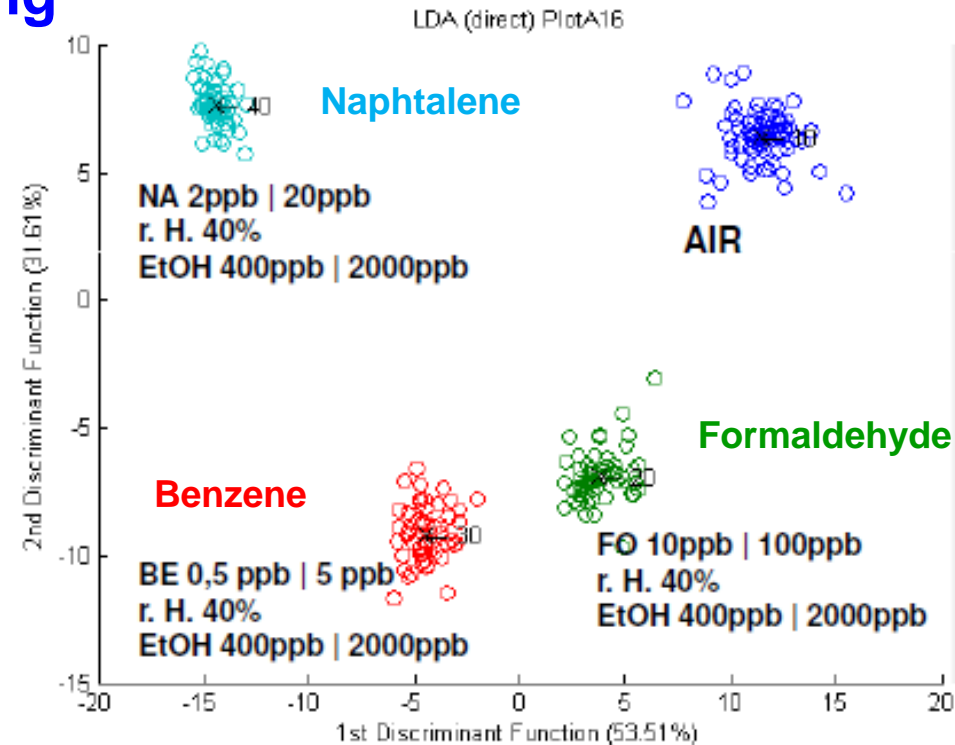 ng
LDA (direct) PlotA16
10
5
0
-5
-10
-15
2nd Discriminant Function (31.61%)
40
Naphtalene
NA 2ppb | 20ppb
r. H. 40%
EtOH 400ppb | 2000ppb
10
AIR
Formaldehyde
20
FO 10ppb | 100ppb
r. H. 40%
EtOH 400ppb | 2000ppb
Benzene
30
BE 0,5 ppb | 5 ppb
r. H. 40%
EtOH 400ppb | 2000ppb
-20 -15 -10 -5 0 5 10 15 20
1st Discriminant Function (53.51%)